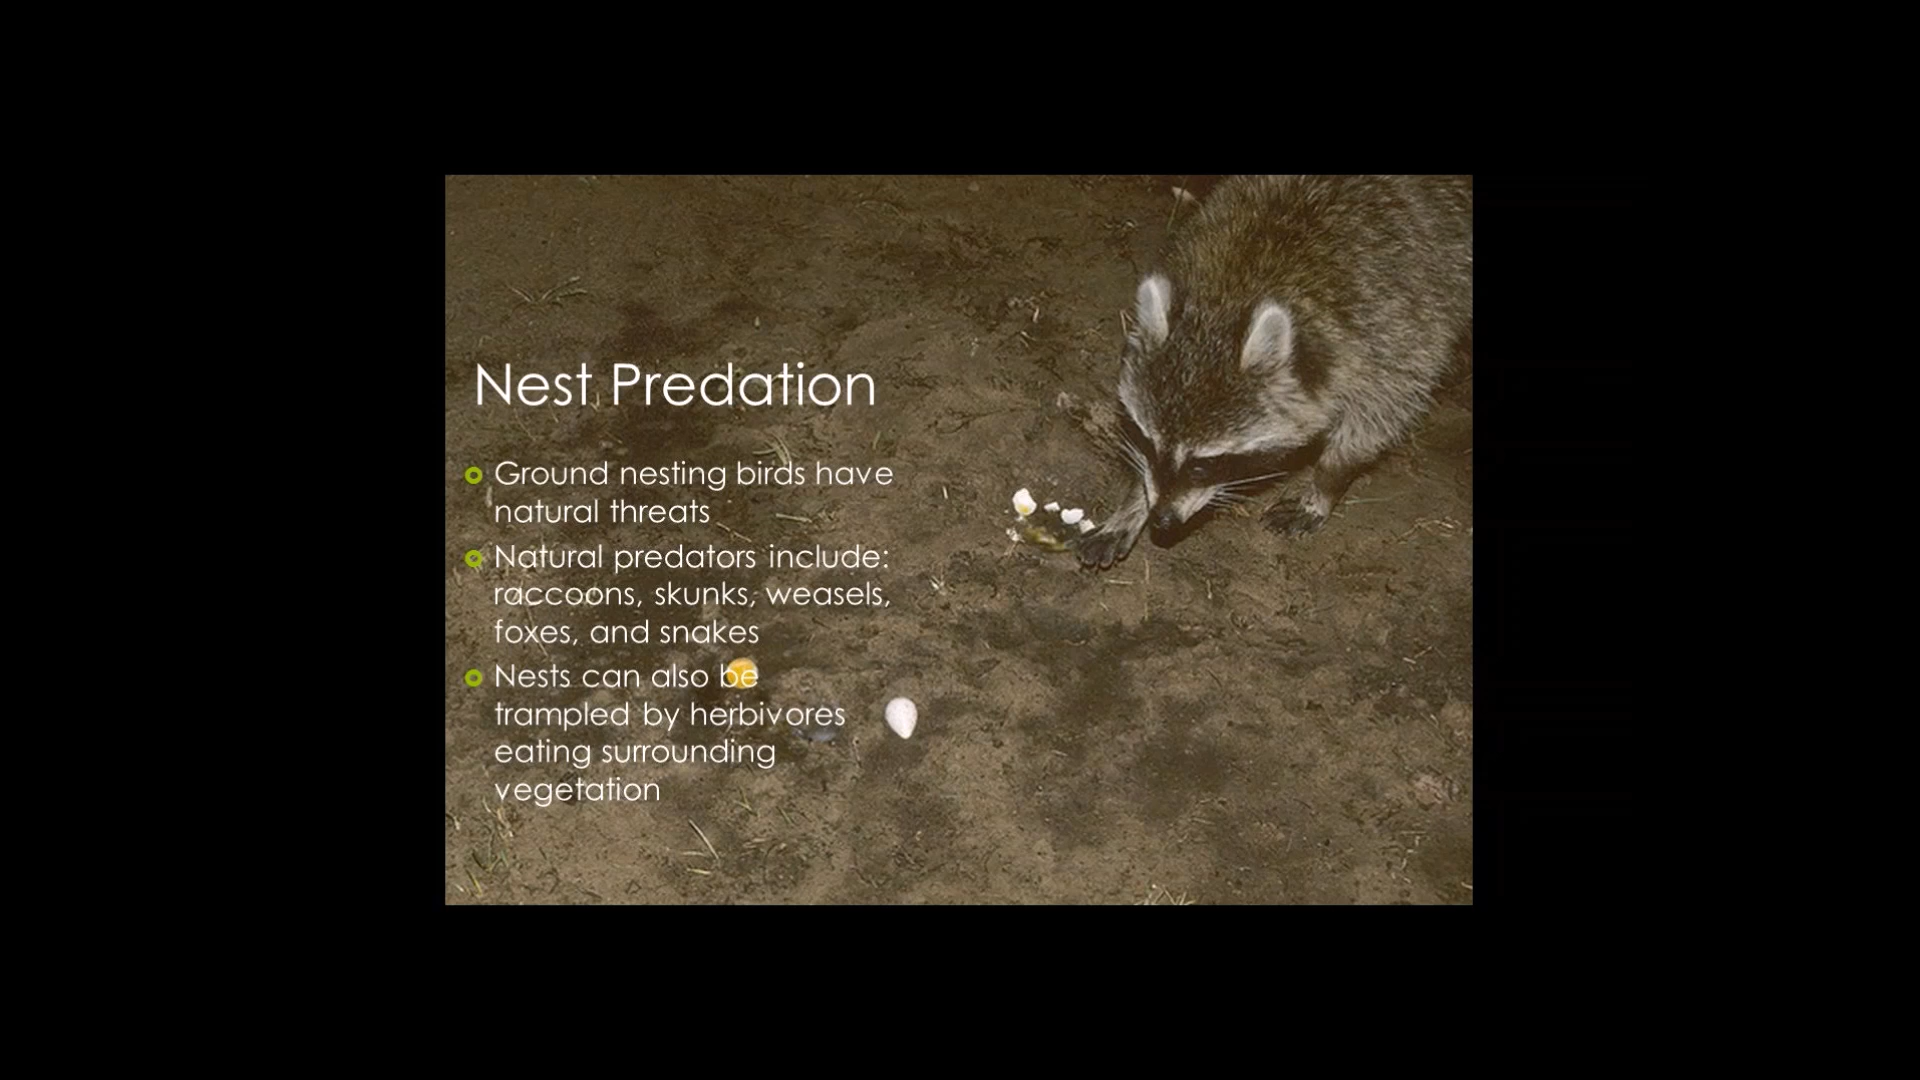 Nest Predation
Ground nesting birds have
natural threats
Natural predators include:
raccoons, skunks, weasels,
foxes, and snakes
Nests can also be
trampled by herbivores
eating surrounding
vegetation